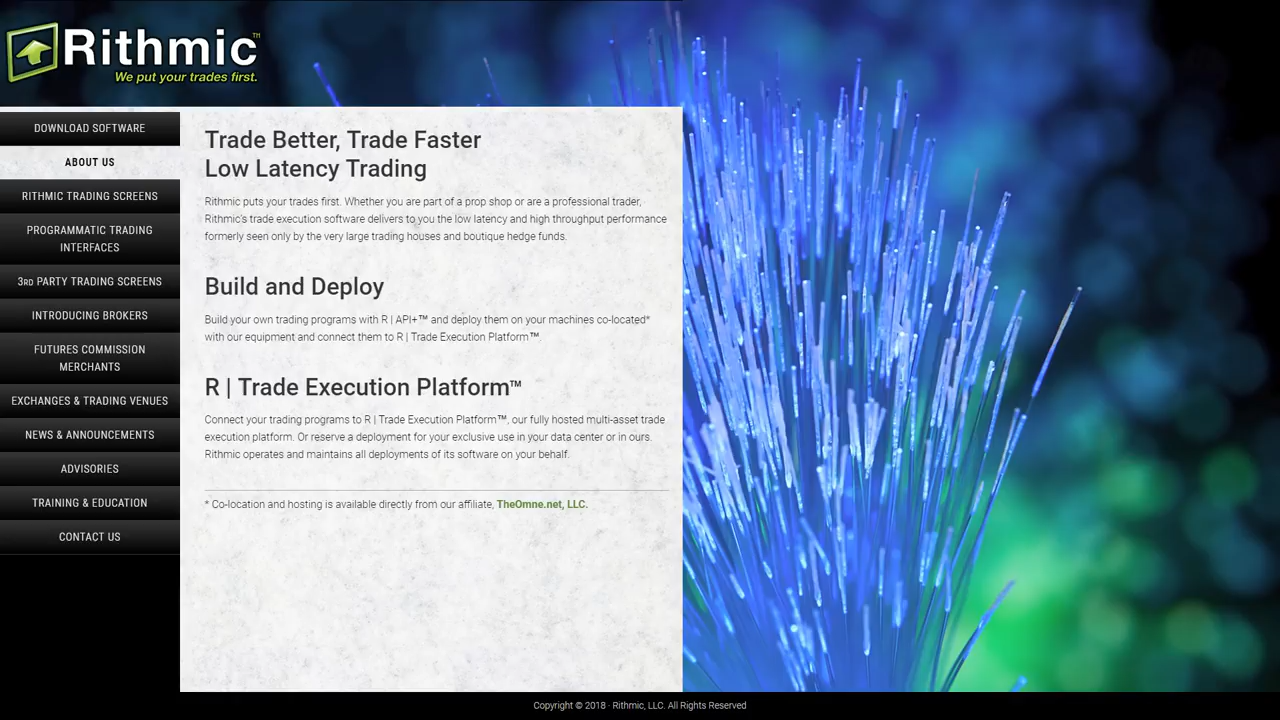 Rithmic™
We put your trades first.
DOWNLOAD SOFTWARE
ABOUT US
RITHMIC TRADING SCREENS
PROGRAMMATIC TRADING
INTERFACES
3RD PARTY TRADING SCREENS
INTRODUCING BROKERS
FUTURES COMMISSION
MERCHANTS
EXCHANGES & TRADING VENUES
NEWS & ANNOUNCEMENTS
ADVISORIES
TRAINING & EDUCATION
CONTACT US
Trade Better, Trade Faster
Low Latency Trading
Rithmic puts your trades first. Whether you are part of a prop shop or are a professional trader,
Rithmic's trade execution software delivers to you the low latency and high throughput performance
formerly seen only by the very large trading houses and boutique hedge funds.
Build and Deploy
Build your own trading programs with R | API+™ and deploy them on your machines co-located*
with our equipment and connect them to R | Trade Execution Platform™.
R | Trade Execution Platform™
Connect your trading programs to R | Trade Execution Platform™, our fully hosted multi-asset trade
execution platform. Or reserve a deployment for your exclusive use in your data center or in ours.
Rithmic operates and maintains all deployments of its software on your behalf.
* Co-location and hosting is available directly from our affiliate, TheOmne.net, LLC.
Copyright © 2018 · Rithmic, LLC. All Rights Reserved